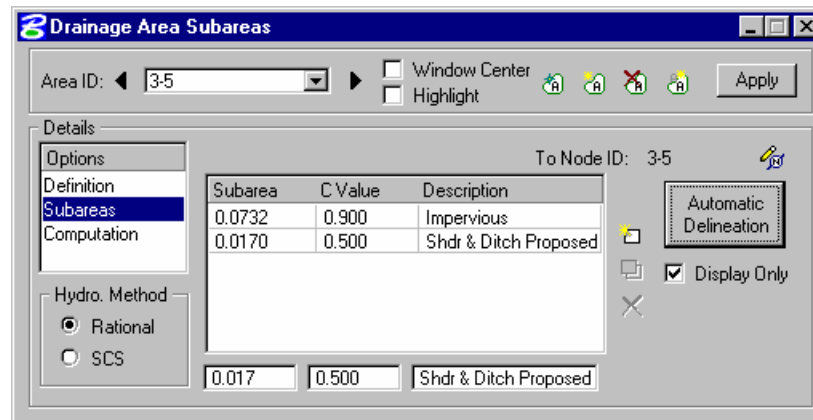 Drainage Area Subareas
Area ID: 3-5
Window Center
Highlight
Apply
Details
Options
Definition
Subareas
Computation
To Node ID: 3-5
Subarea C Value Description
0.0732 0.900 Impervious
0.0170 0.500 Shdr & Ditch Proposed
Automatic
Delineation
Display Only
Hydro. Method
Rational
SCS
0.017 0.500 Shdr & Ditch Proposed